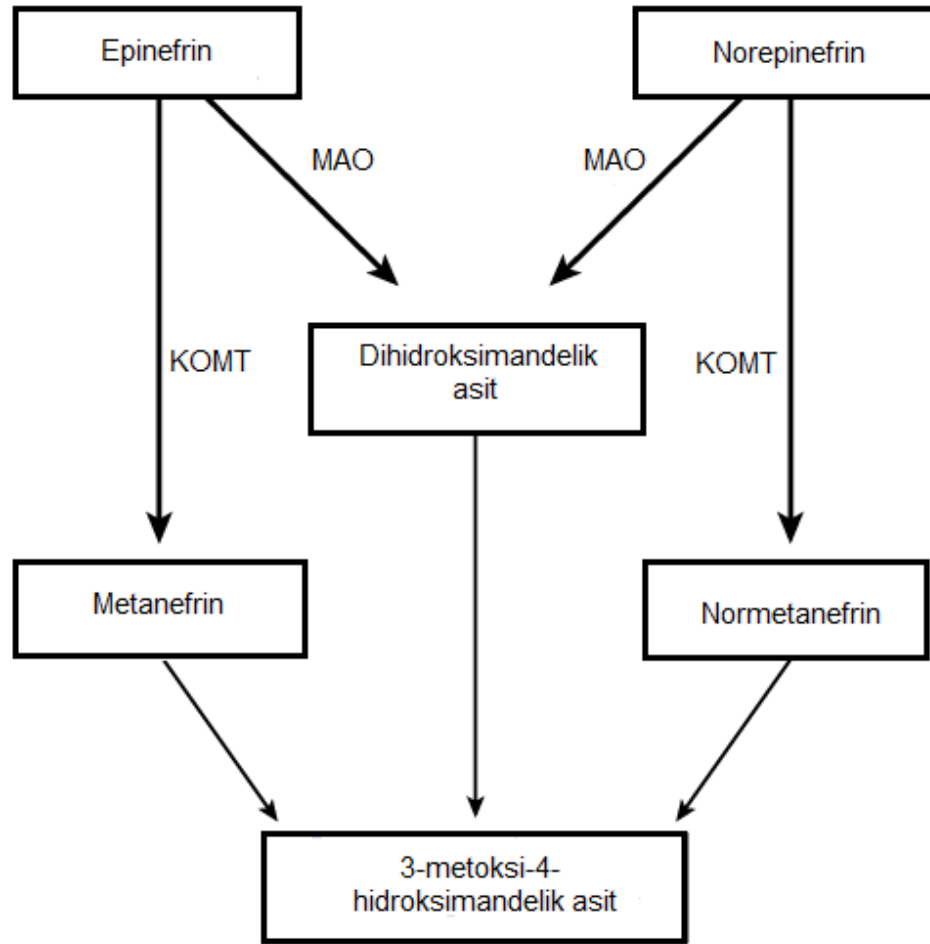 Epinefrin
Norepinefrin
MAO
MAO
Dihidroksimandelik
asit
KOMT
KOMT
Metanefrin
Normetanefrin
3-metoksi-4-
hidroksimandelik asit